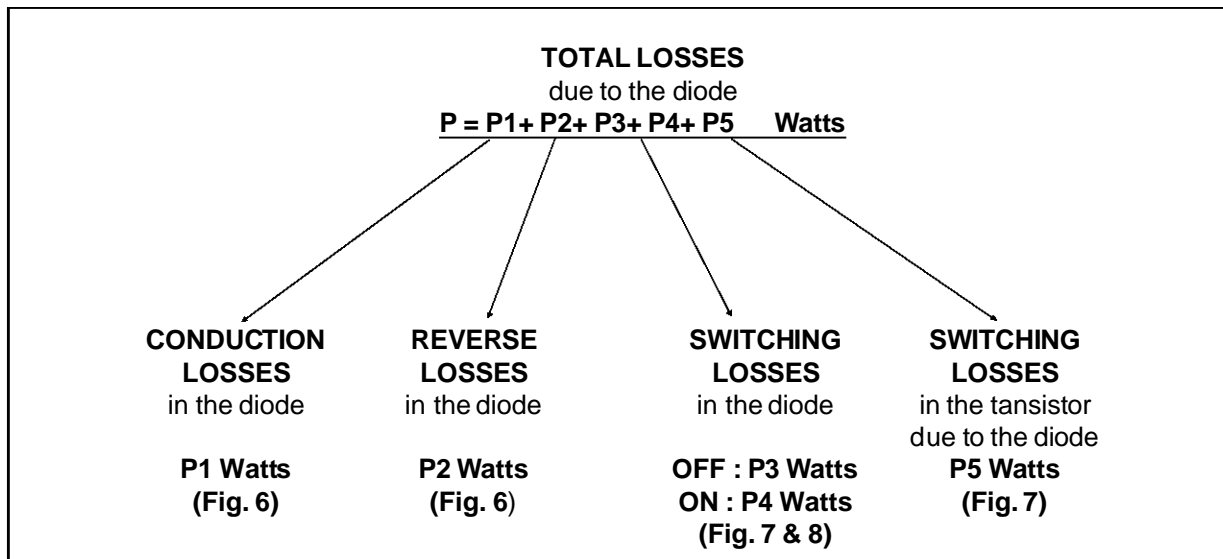 TOTAL LOSSES
due to the diode
P = P1+ P2+ P3+ P4+ P5 Watts
CONDUCTION
LOSSES
in the diode
P1 Watts
(Fig. 6)
REVERSE
LOSSES
in the diode
P2 Watts
(Fig. 6)
SWITCHING
LOSSES
in the diode
OFF : P3 Watts
ON : P4 Watts
(Fig. 7 & 8)
SWITCHING
LOSSES
in the tansistor
due to the diode
P5 Watts
(Fig. 7)